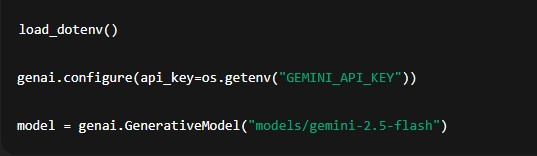 load_dotenv()
genai.configure(api_key=os.getenv("GEMINI_API_KEY"))
model = genai.GenerativeModel("models/gemini-2.5-flash")